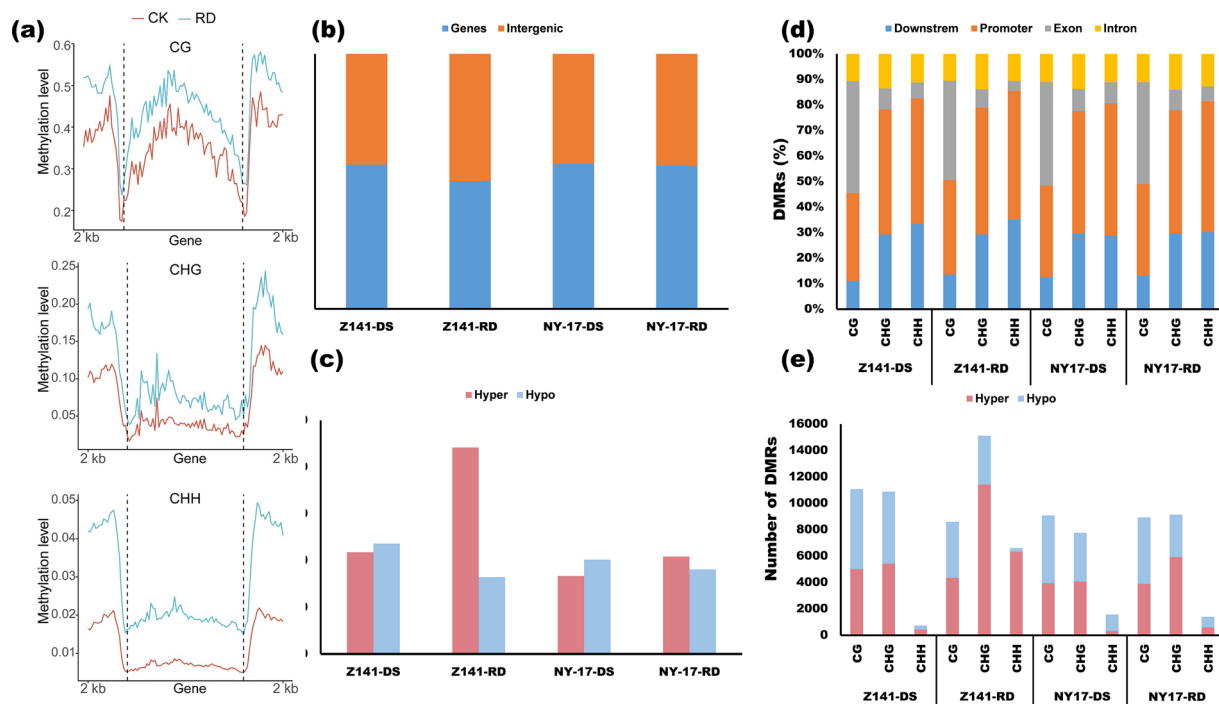 (a)
CK RD
CG
Methylation level
0.6
0.5
0.4
0.3
0.2
2 kb Gene 2 kb
CHG
Methylation level
0.25
0.20
0.15
0.10
0.05
2 kb Gene 2 kb
CHH
Methylation level
0.05
0.04
0.03
0.02
0.01
2 kb Gene 2 kb
(b)
Genes Intergenic
Z141-DS Z141-RD NY-17-DS NY-17-RD
(c)
Hyper Hypo
Z141-DS Z141-RD NY-17-DS NY-17-RD
(d)
Downstrem Promoter Exon Intron
DMRs (%)
100%
90%
80%
70%
60%
50%
40%
30%
20%
10%
0%
CG CHG CHH CG CHG CHH CG CHG CHH CG CHG CHH
Z141-DS Z141-RD NY17-DS NY17-RD
(e)
Hyper Hypo
Number of DMRs
16000
14000
12000
10000
8000
6000
4000
2000
0
CG CHG CHH CG CHG CHH CG CHG CHH CG CHG CHH
Z141-DS Z141-RD NY17-DS NY17-RD